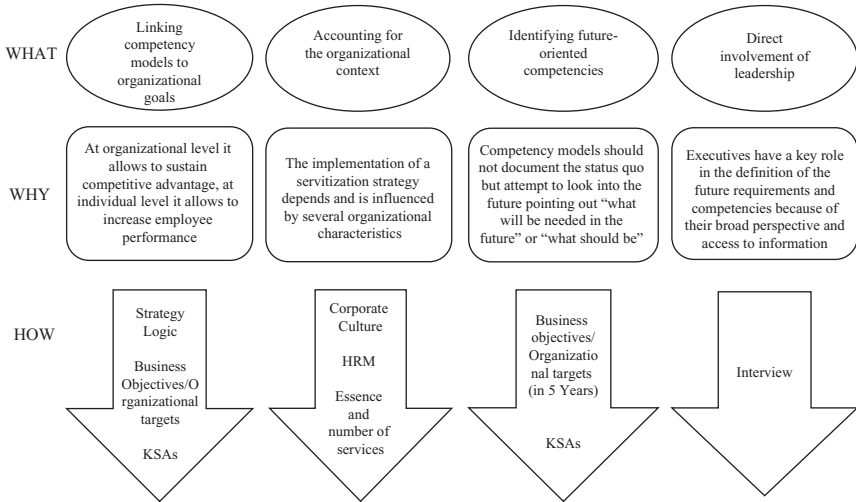 WHAT
Linking
competency
models to
organizational
goals
Accounting for
the organizational
context
Identifying future-
oriented
competencies
Direct
involvement of
leadership
WHY
At organizational level it
allows to sustain
competitive advantage, at
individual level it allows to
increase employee
performance
The implementation of a
servitization strategy
depends and is influenced
by several organizational
characteristics
Competency models should
not document the status quo
but attempt to look into the
future pointing out “what
will be needed in the
future” or “what should be”
Executives have a key role
in the definition of the
future requirements and
competencies because of
their broad perspective and
access to information
HOW
Strategy
Logic
Business
Objectives/O
rganizational
targets
KSAs
Corporate
Culture
HRM
Essence and
number of
services
Business
objectives/
Organizatio
nal targets
(in 5 Years)
KSAs
Interview